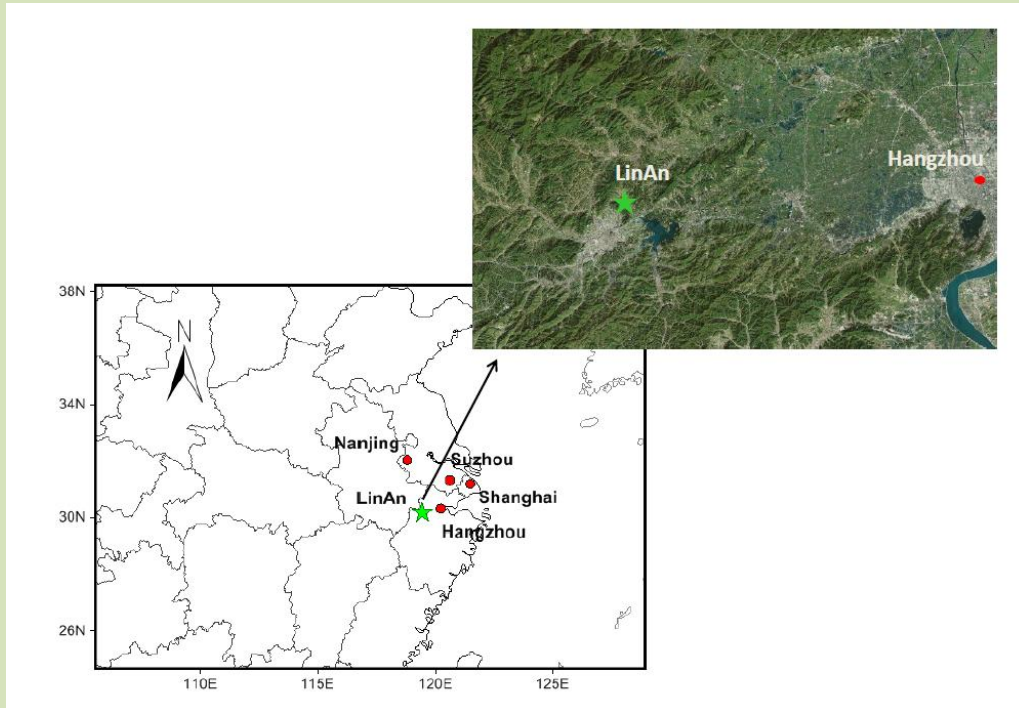 LinAn
Hangzhou
38N
34N
30N
26N
N
Nanjing
Suzhou
LinAn
Shanghai
Hangzhou
110E
115E
120E
125E